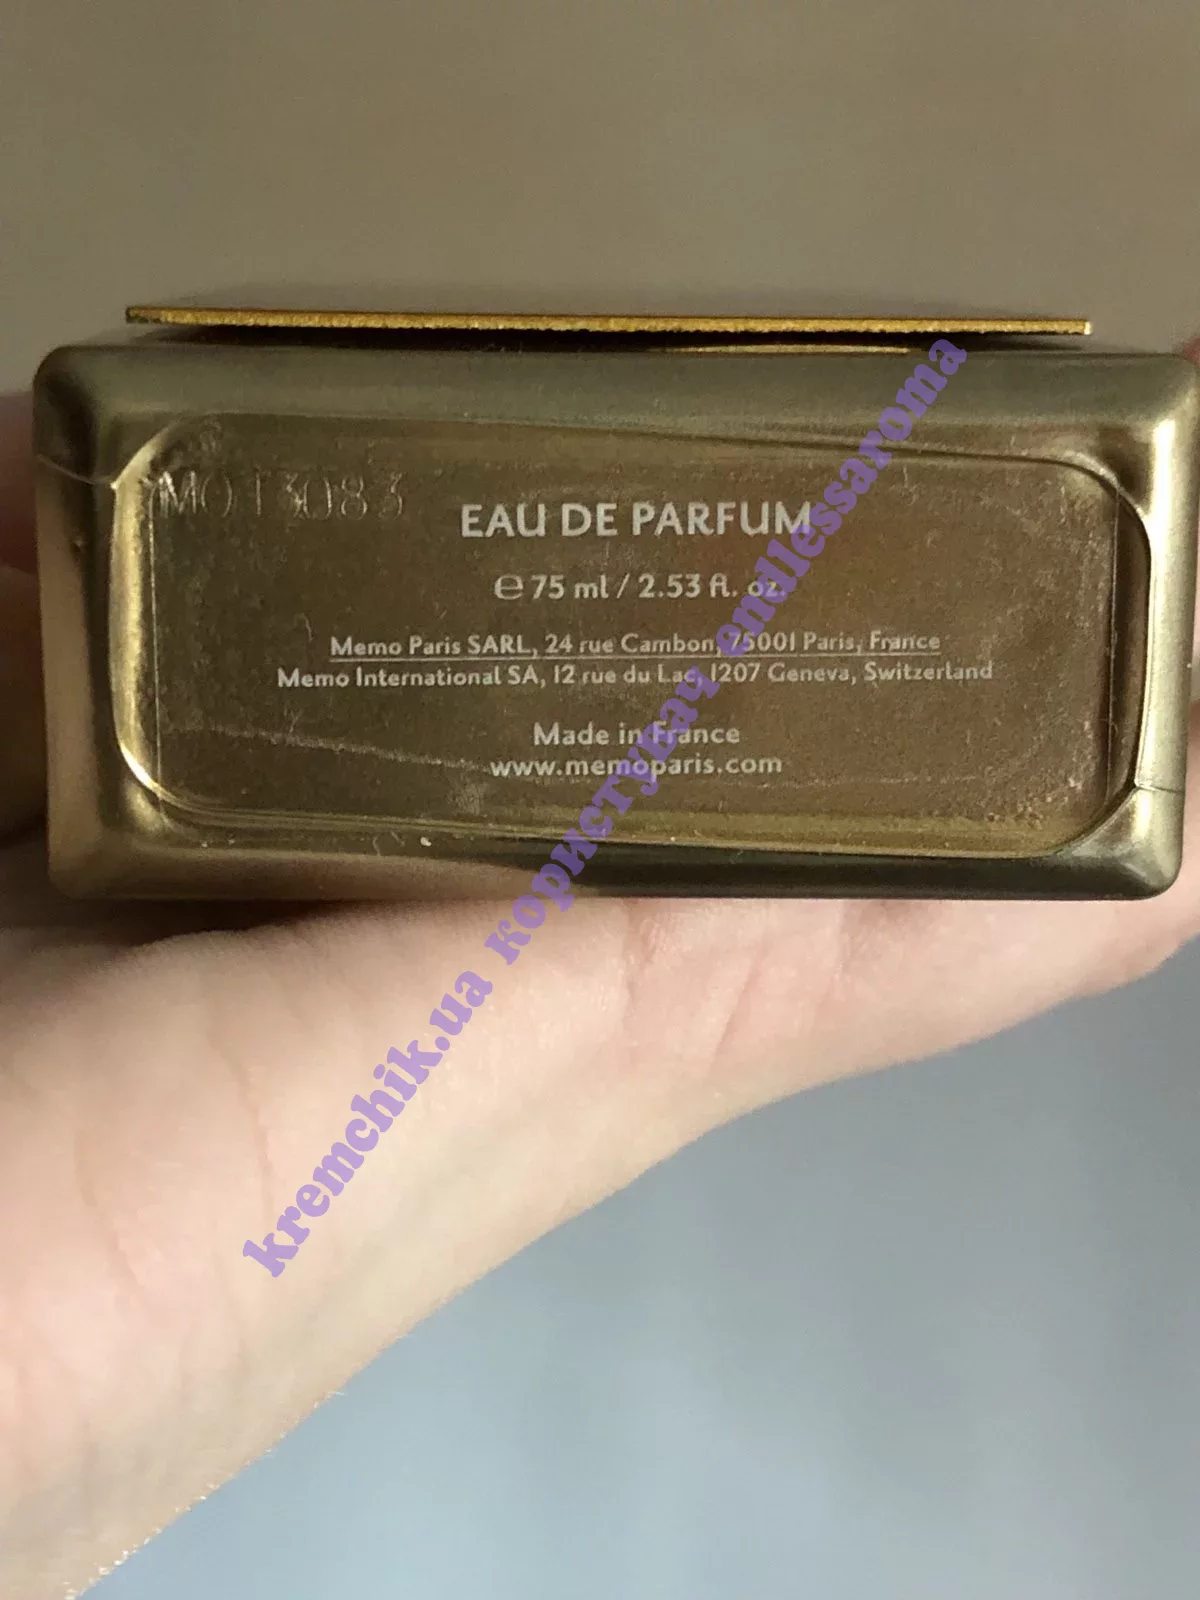 MOT3083
EAU DE PARFUM
℮ 75 ml / 2.53 fl. oz.
Memo Paris SARL, 24 rue Cambon, 75001 Paris, France
Memo International SA, 12 rue du Lac, 1207 Geneva, Switzerland
Made in France
www.memoparis.com
kremchik.ua користувач endlessaroma